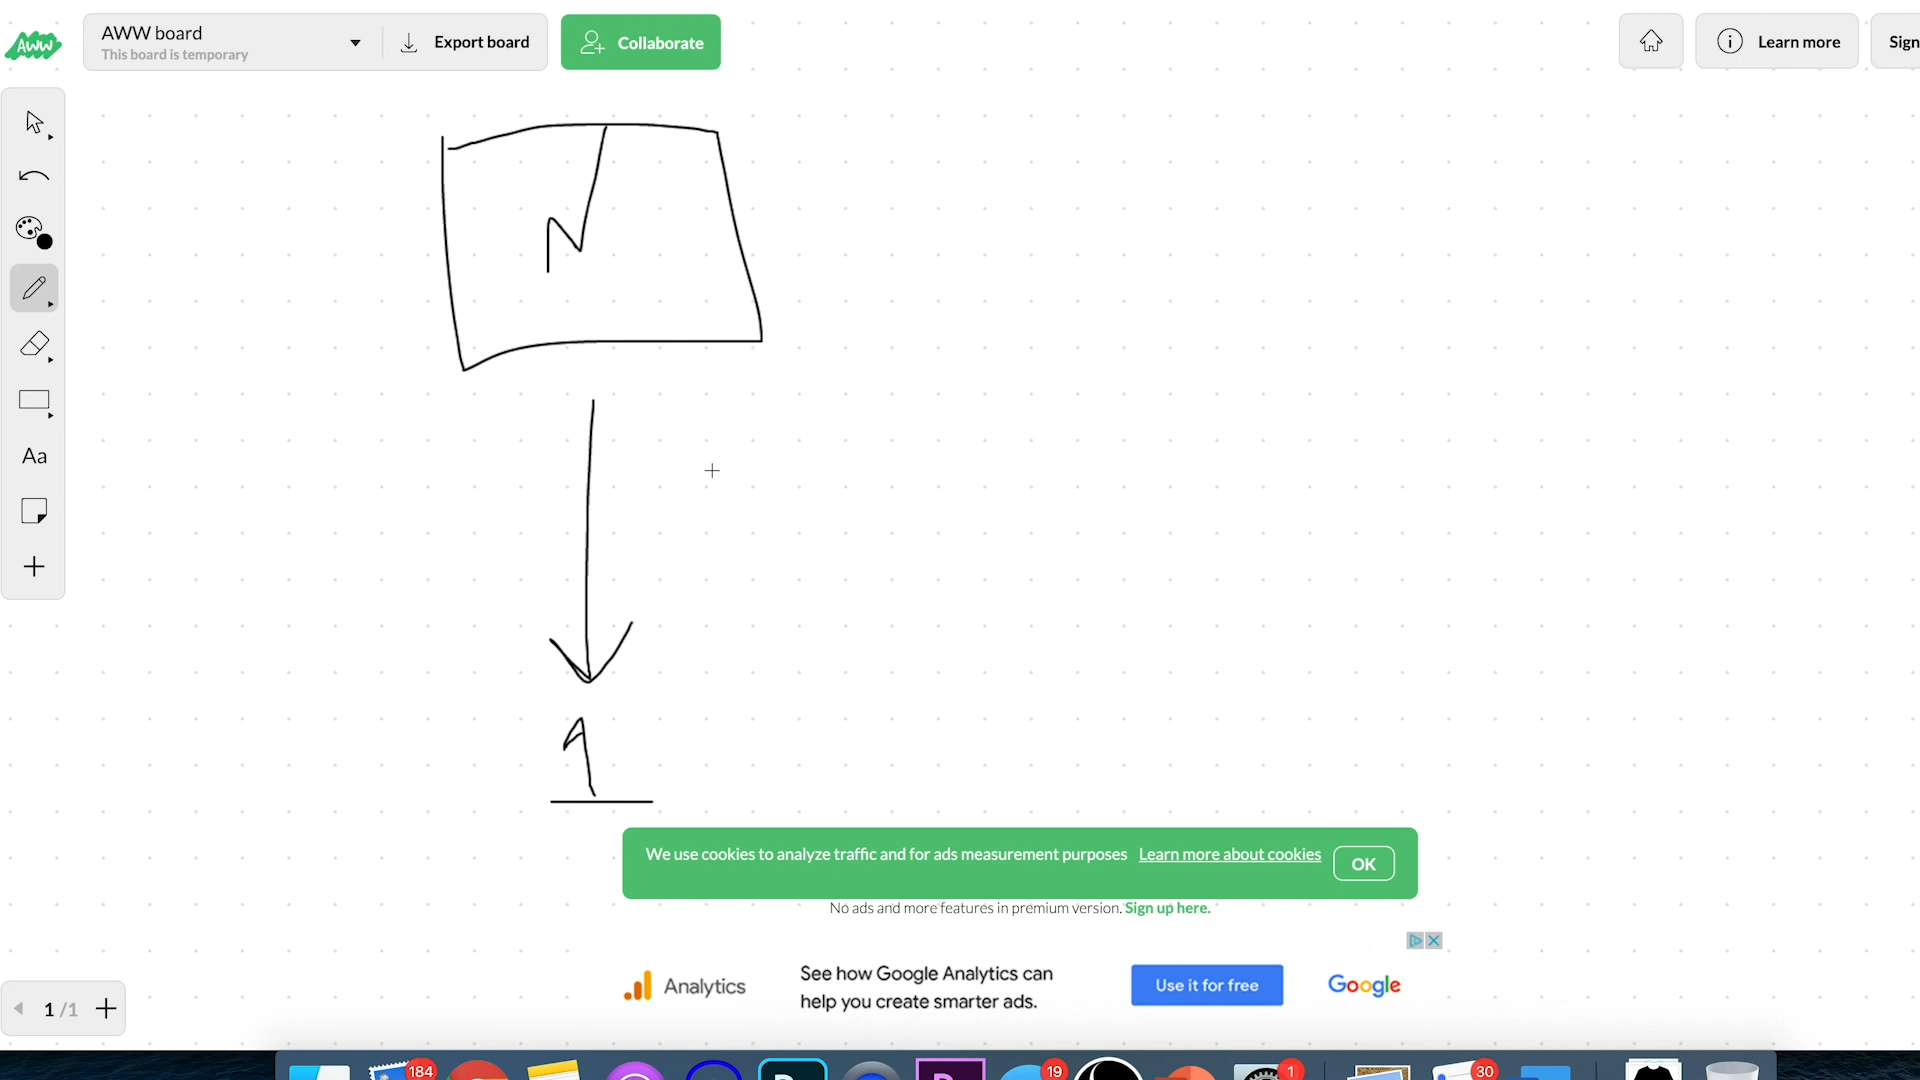 AWW
AWW board
This board is temporary
Export board
Collaborate
Learn more
Sign
N
Aa
1
We use cookies to analyze traffic and for ads measurement purposes Learn more about cookies OK
No ads and more features in premium version. Sign up here.
Analytics
See how Google Analytics can
help you create smarter ads.
Use it for free
Google
1 /1
184
19
1
30